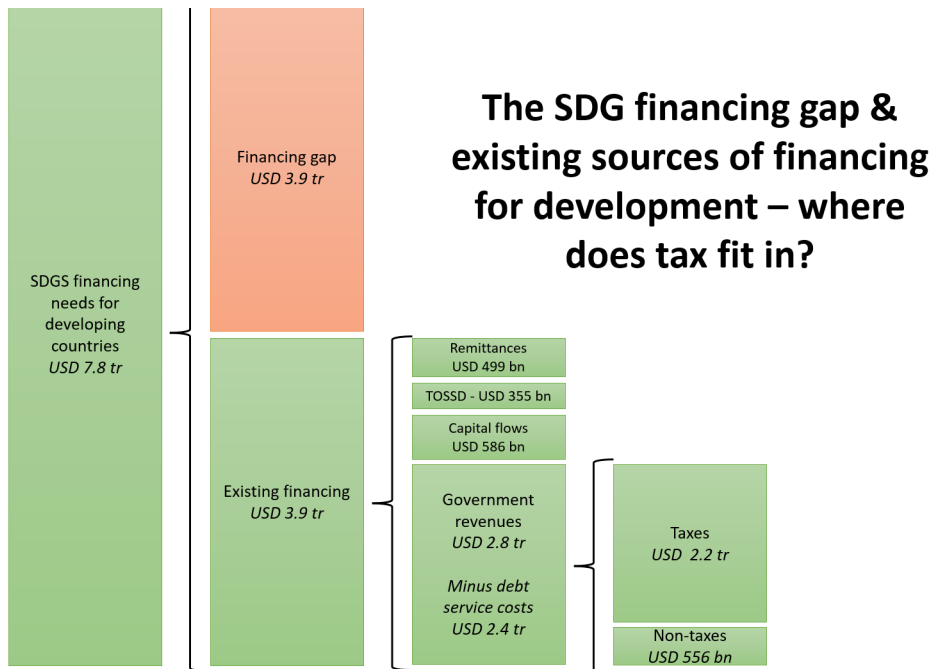 The SDG financing gap &
existing sources of financing
for development – where
does tax fit in?
SDGS financing
needs for
developing
countries
USD 7.8 tr
Financing gap
USD 3.9 tr
Existing financing
USD 3.9 tr
Remittances
USD 499 bn
TOSSD - USD 355 bn
Capital flows
USD 586 bn
Government
revenues
USD 2.8 tr
Minus debt
service costs
USD 2.4 tr
Taxes
USD  2.2 tr
Non-taxes
USD 556 bn